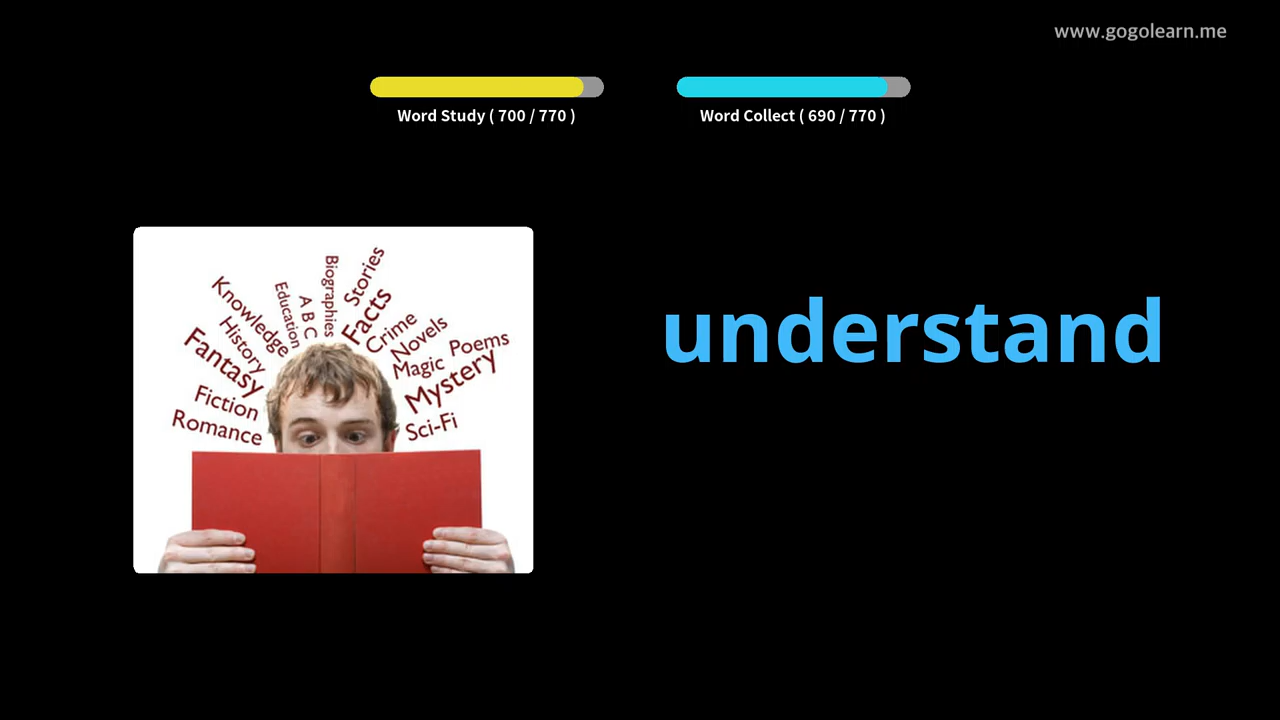 www.gogolearn.me
Word Study ( 700 / 770 )
Word Collect ( 690 / 770 )
understand
Romance
Fiction
Fantasy
History
Knowledge
Education
A B C
Biographies
Stories
Facts
Crime
Novels
Magic
Poems
Mystery
Sci-Fi